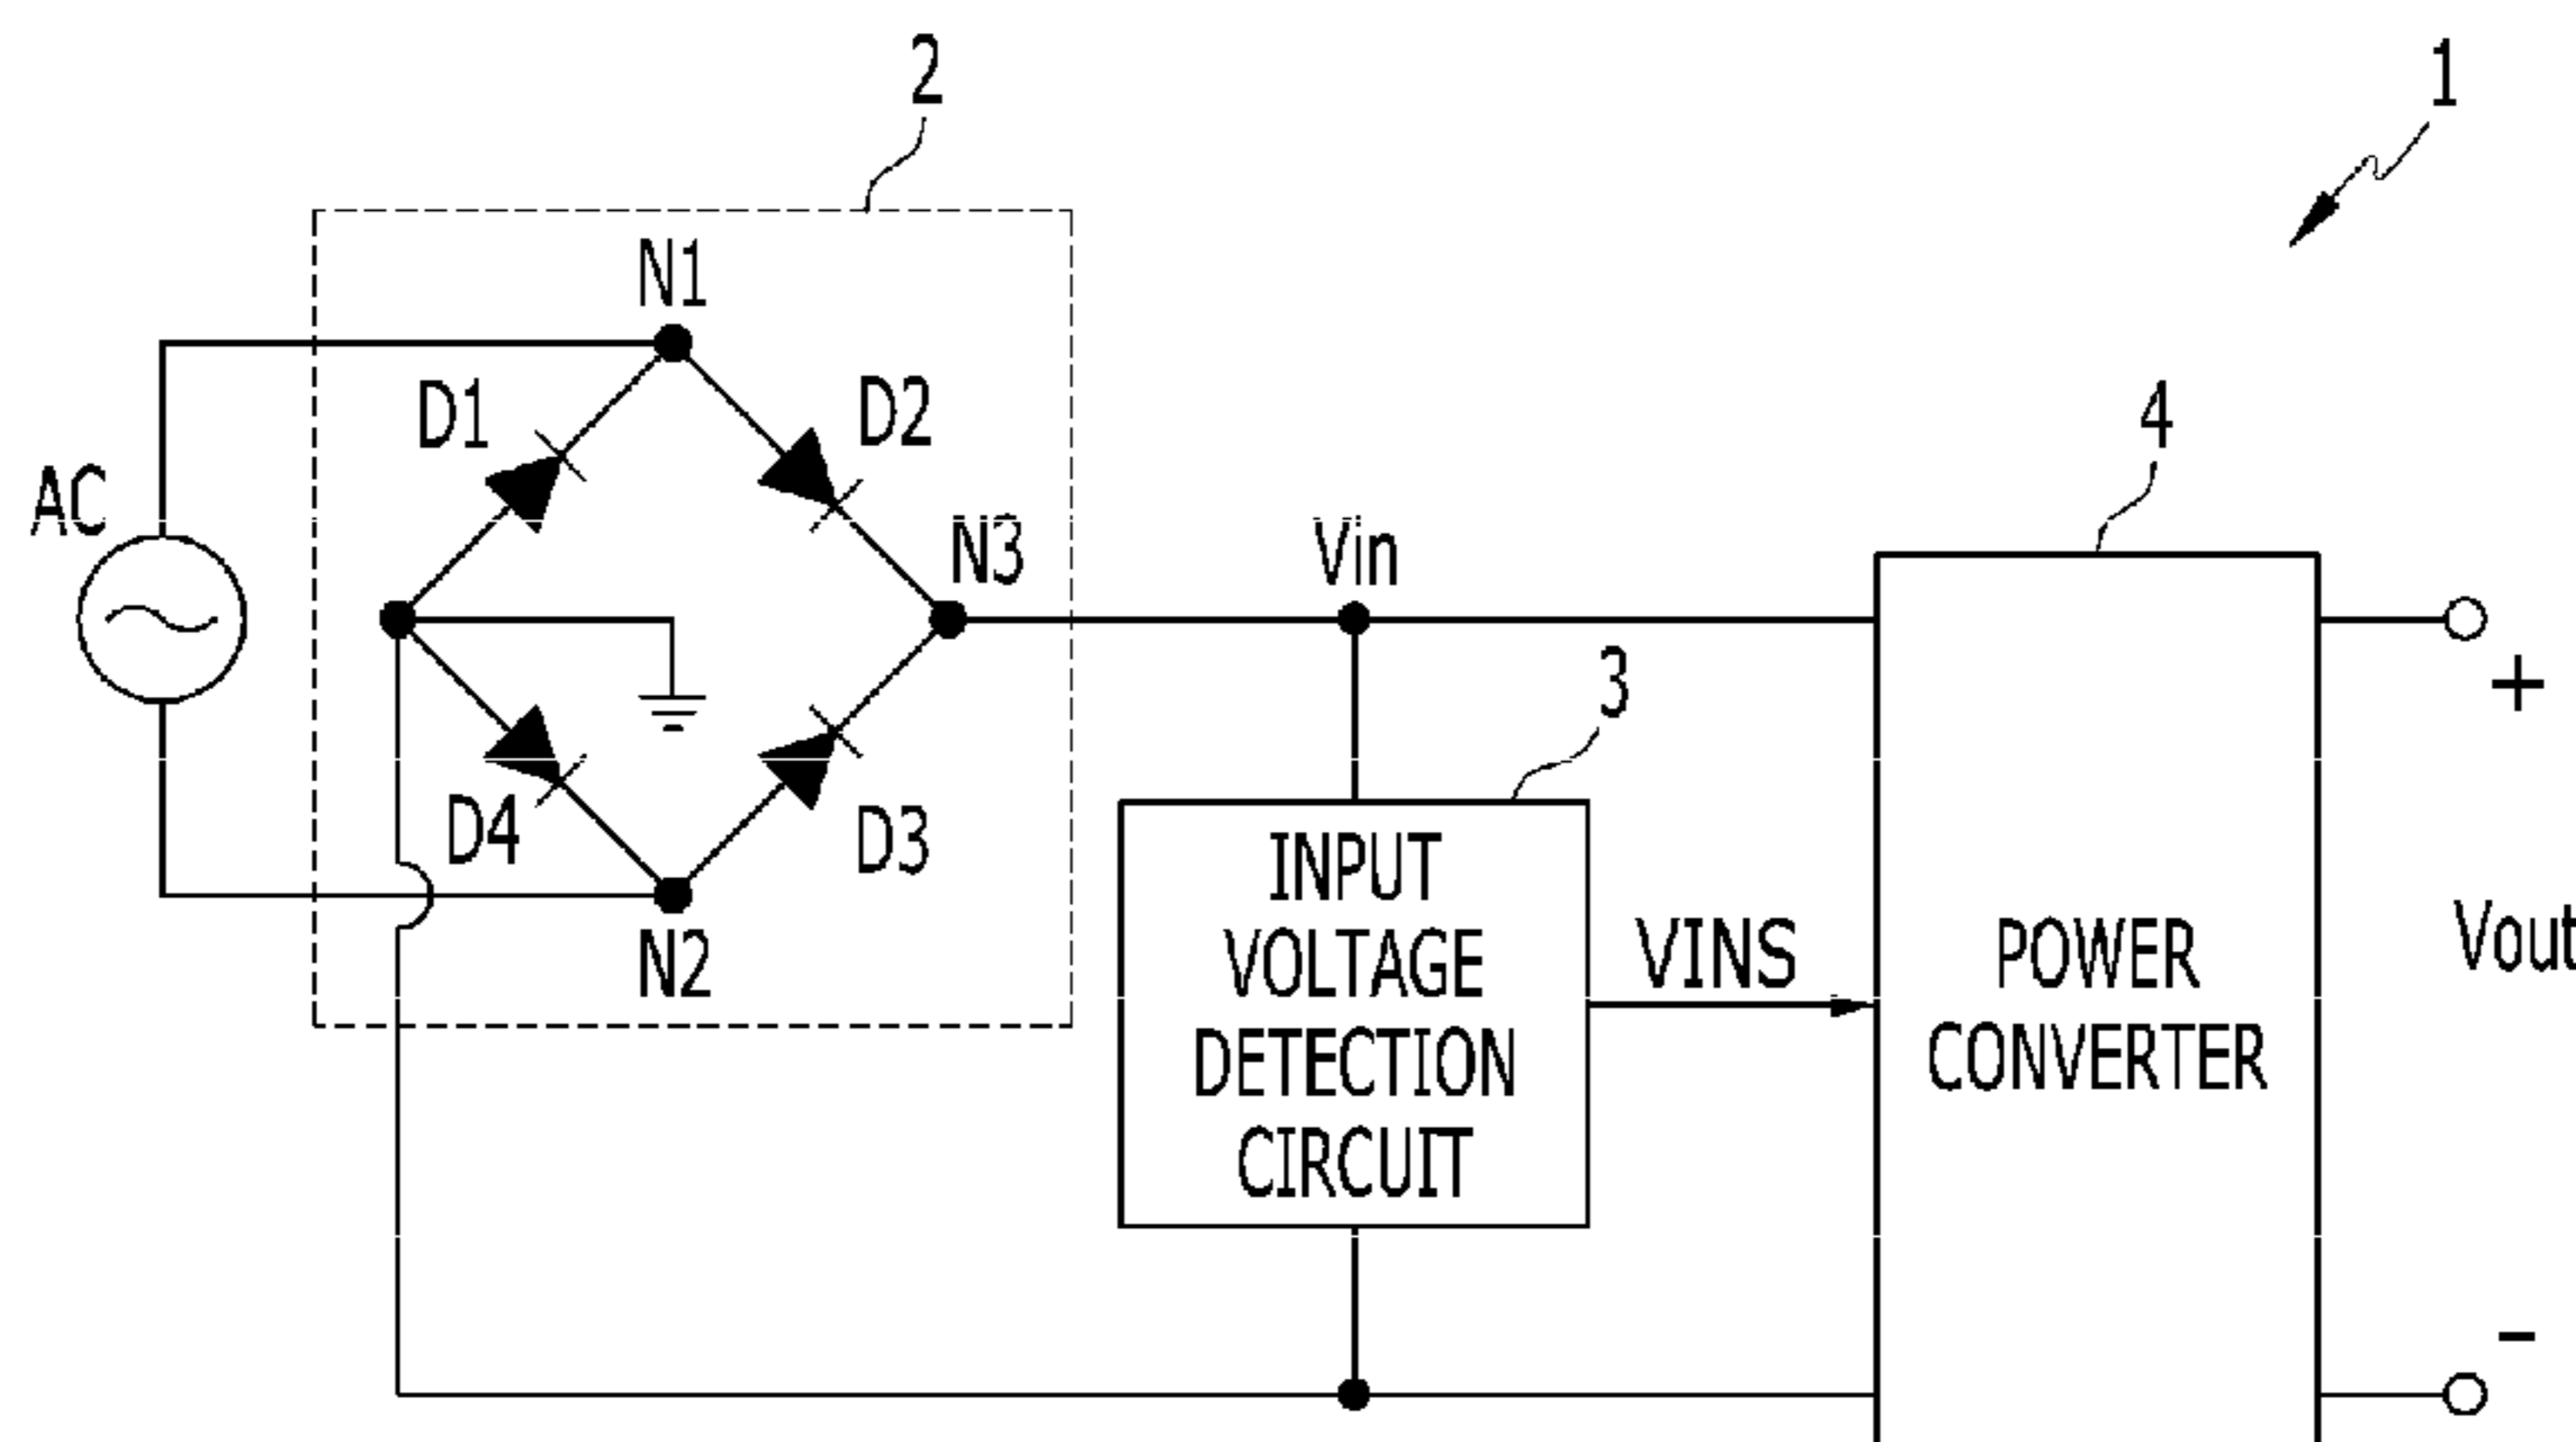 2
1
N1
D1
D2
AC
4
N3
Vin
3
+
D4
D3
INPUT
VOLTAGE
DETECTION
CIRCUIT
N2
VINS
POWER
CONVERTER
Vout
-